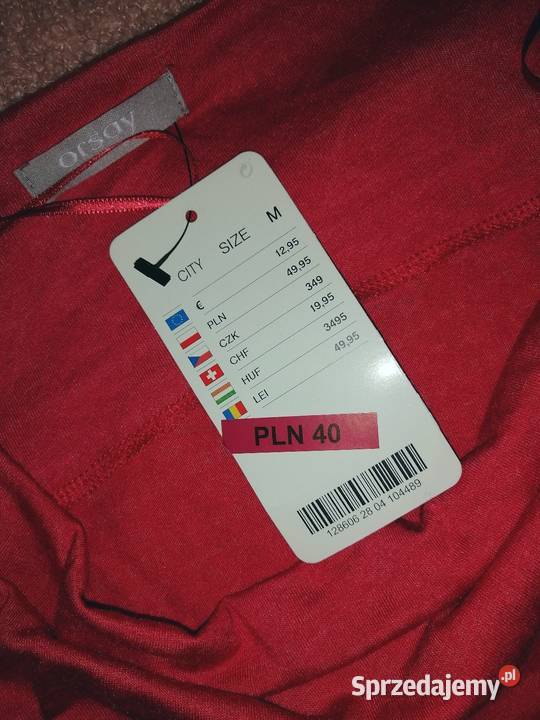 orsay
CITY SIZE M
€ 12,95
PLN 49,95
CZK 349
CHF 19,95
HUF 3495
LEI 49,95
PLN 40
128606 28 04 104489
Sprzedajemy.pl